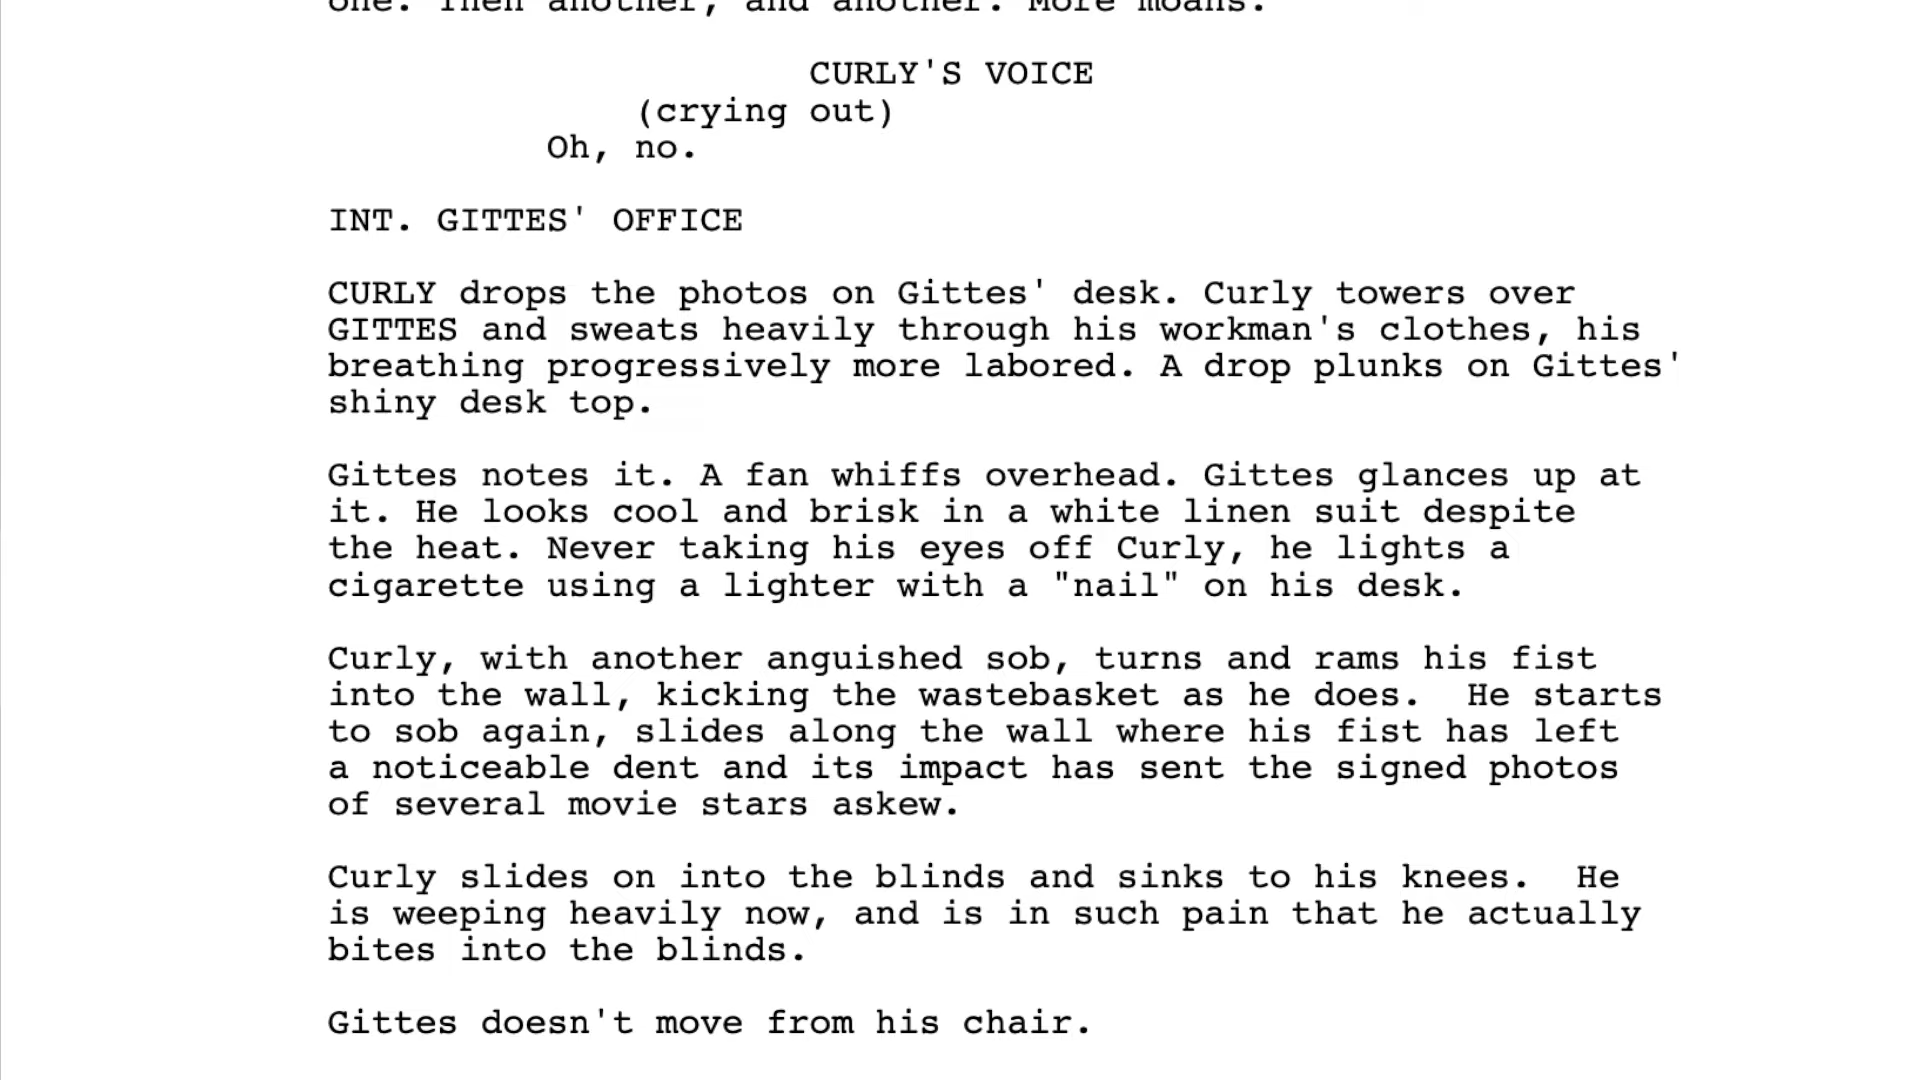 one. Then another, and another. More moans.
CURLY'S VOICE
(crying out)
Oh, no.
INT. GITTES' OFFICE
CURLY drops the photos on Gittes' desk. Curly towers over
GITTES and sweats heavily through his workman's clothes, his
breathing progressively more labored. A drop plunks on Gittes'
shiny desk top.
Gittes notes it. A fan whiffs overhead. Gittes glances up at
it. He looks cool and brisk in a white linen suit despite
the heat. Never taking his eyes off Curly, he lights a
cigarette using a lighter with a "nail" on his desk.
Curly, with another anguished sob, turns and rams his fist
into the wall, kicking the wastebasket as he does.  He starts
to sob again, slides along the wall where his fist has left
a noticeable dent and its impact has sent the signed photos
of several movie stars askew.
Curly slides on into the blinds and sinks to his knees.  He
is weeping heavily now, and is in such pain that he actually
bites into the blinds.
Gittes doesn't move from his chair.